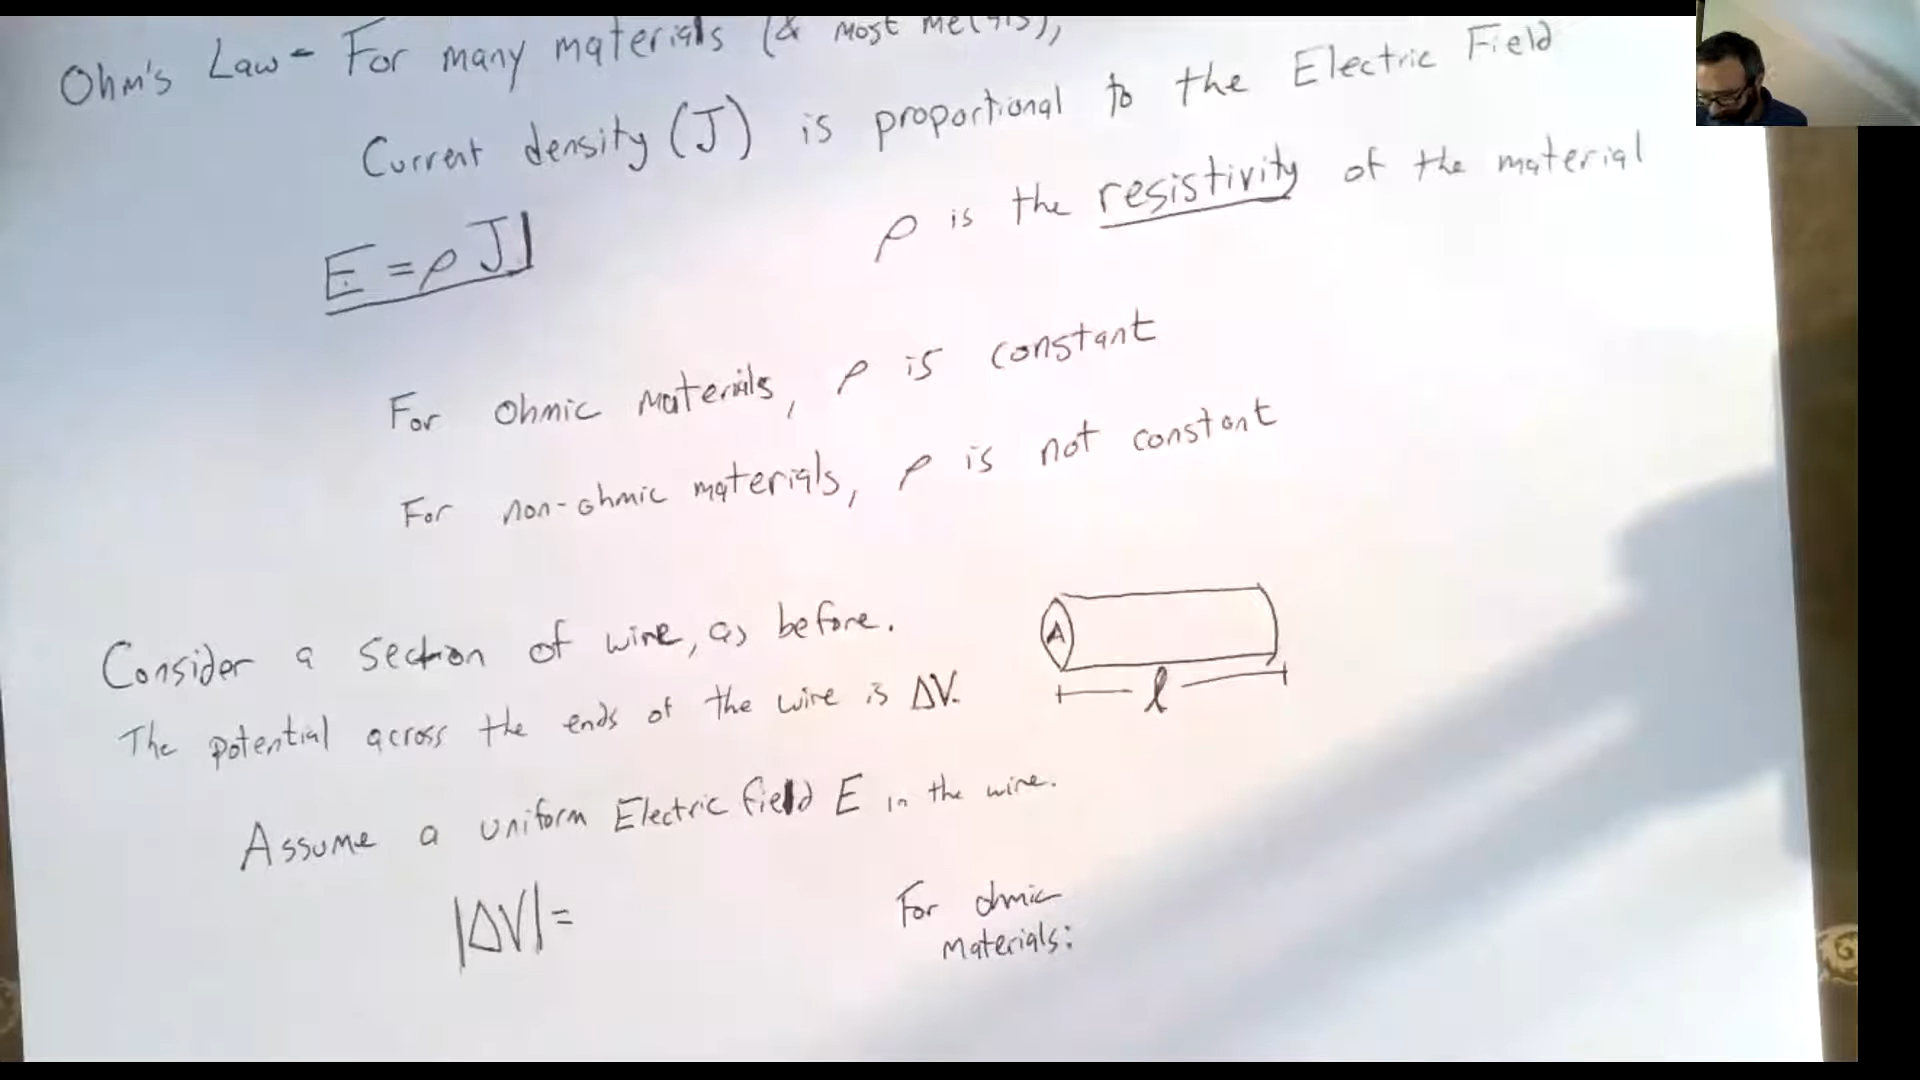 Ohm's Law - For many materials (& most metals),
Current density (J) is proportional to the Electric Field
E = ρJ
ρ is the resistivity of the material
For ohmic materials, ρ is constant
For non-ohmic materials, ρ is not constant
Consider a section of wire, as before.
A
The potential across the ends of the wire is ΔV.
l
Assume a uniform Electric field E in the wire.
|ΔV| =
For ohmic
materials: